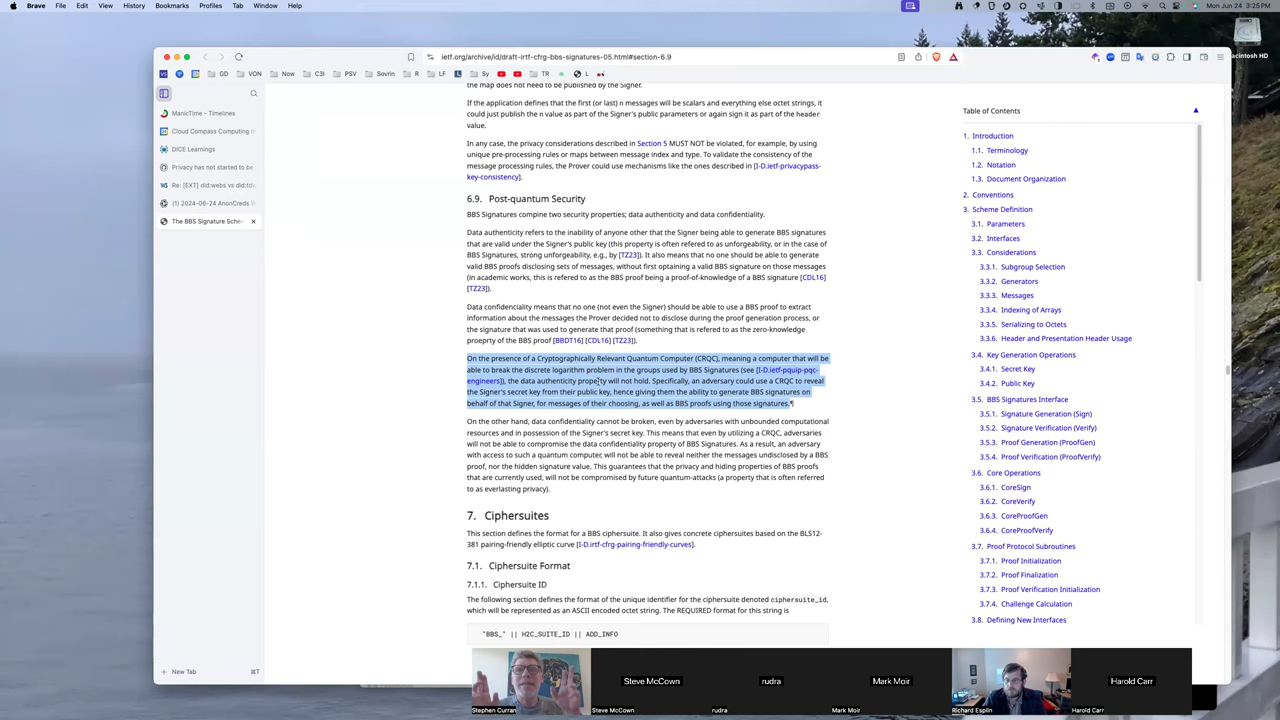 Brave File Edit View History Bookmarks Profiles Tab Window Help
Mon Jun 24 3:25 PM
ietf.org/archive/id/draft-irtf-cfrg-bbs-signatures-05.html#section-6.9
GD VON Now C3I PSV Sovrin R LF Sy TR L
Macintosh HD
ManicTime – Timelines
Cloud Compass Computing
DICE Learnings
Privacy has not started to be
Re: [EXT] did:webs vs did:tdw
(1) 2024-06-24 AnonCreds W
The BBS Signature Schem
New Tab ⌘T
the map does not need to be published by the Signer.
If the application defines that the first (or last) n messages will be scalars and everything else octet strings, it
could just publish the n value as part of the Signer's public parameters or again sign it as part of the header
value.
In any case, the privacy considerations described in Section 5 MUST NOT be violated, for example, by using
unique pre-processing rules or maps between message index and type. To validate the consistency of the
message processing rules, the Prover could use mechanisms like the ones described in [I-D.ietf-privacypass-
key-consistency].
6.9. Post-quantum Security
BBS Signatures compine two security properties; data authenticity and data confidentiality.
Data authenticity refers to the inability of anyone other that the Signer being able to generate BBS signatures
that are valid under the Signer's public key (this property is often refered to as unforgeability, or in the case of
BBS Signatures, strong unforgeability, e.g., by [TZ23]). It also means that no one should be able to generate
valid BBS proofs disclosing sets of messages, without first optaining a valid BBS signature on those messages
(in academic works, this is refered to as the BBS proof being a proof-of-knowledge of a BBS signature [CDL16]
[TZ23]).
Data confidenciality means that no one (not even the Signer) should be able to use a BBS proof to extract
information about the messages the Prover decided not to disclose during the proof generation process, or
the signature that was used to generate that proof (something that is refered to as the zero-knowledge
proeprty of the BBS proof [BBDT16] [CDL16] [TZ23]).
On the presence of a Cryptographically Relevant Quantum Computer (CRQC), meaning a computer that will be
able to break the discrete logarithm problem in the groups used by BBS Signatures (see [I-D.ietf-pquip-pqc-
engineers]), the data authenticity property will not hold. Specifically, an adversary could use a CRQC to reveal
the Signer's secret key from their public key, hence giving them the ability to generate BBS signatures on
behalf of that Signer, for messages of their choosing, as well as BBS proofs using those signatures.¶
On the other hand, data confidentiality cannot be broken, even by adversaries with unbounded computational
resources and in possession of the Signer's secret key. This means that even by utilizing a CRQC, adversaries
will not be able to compromise the data confidentiality property of BBS Signatures. As a result, an adversary
with access to such a quantum computer, will not be able to reveal neither the messages undisclosed by a BBS
proof, nor the hidden signature value. This guarantees that the privacy and hiding properties of BBS proofs
that are currently used, will not be compromised by future quantum-attacks (a property that is often referred
to as everlasting privacy).
7. Ciphersuites
This section defines the format for a BBS ciphersuite. It also gives concrete ciphersuites based on the BLS12-
381 pairing-friendly elliptic curve [I-D.irtf-cfrg-pairing-friendly-curves].
7.1. Ciphersuite Format
7.1.1. Ciphersuite ID
The following section defines the format of the unique identifier for the ciphersuite denoted ciphersuite_id,
which will be represented as an ASCII encoded octet string. The REQUIRED format for this string is
"BBS_" || H2C_SUITE_ID || ADD_INFO
Table of Contents
1. Introduction
1.1. Terminology
1.2. Notation
1.3. Document Organization
2. Conventions
3. Scheme Definition
3.1. Parameters
3.2. Interfaces
3.3. Considerations
3.3.1. Subgroup Selection
3.3.2. Generators
3.3.3. Messages
3.3.4. Indexing of Arrays
3.3.5. Serializing to Octets
3.3.6. Header and Presentation Header Usage
3.4. Key Generation Operations
3.4.1. Secret Key
3.4.2. Public Key
3.5. BBS Signatures Interface
3.5.1. Signature Generation (Sign)
3.5.2. Signature Verification (Verify)
3.5.3. Proof Generation (ProofGen)
3.5.4. Proof Verification (ProofVerify)
3.6. Core Operations
3.6.1. CoreSign
3.6.2. CoreVerify
3.6.3. CoreProofGen
3.6.4. CoreProofVerify
3.7. Proof Protocol Subroutines
3.7.1. Proof Initialization
3.7.2. Proof Finalization
3.7.3. Proof Verification Initialization
3.7.4. Challenge Calculation
3.8. Defining New Interfaces
Steve McCown rudra Mark Moir Harold Carr
Stephen Curran Steve McCown rudra Mark Moir Richard Esplin Harold Carr